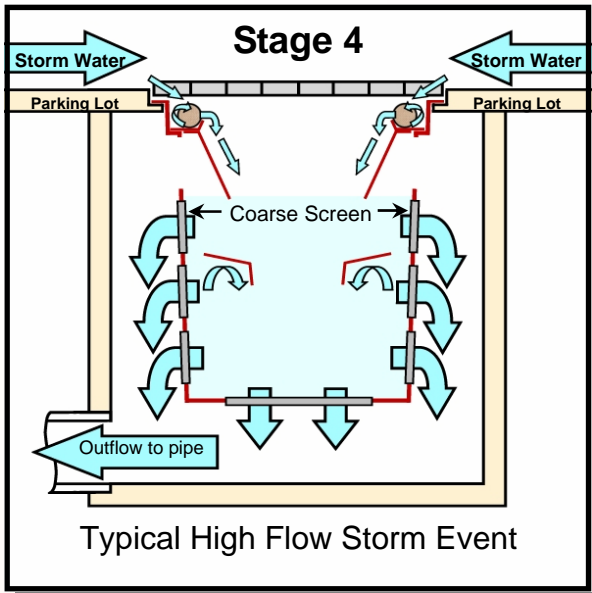 Stage 4
Storm Water
Storm Water
Parking Lot
Parking Lot
Coarse Screen
Outflow to pipe
Typical High Flow Storm Event